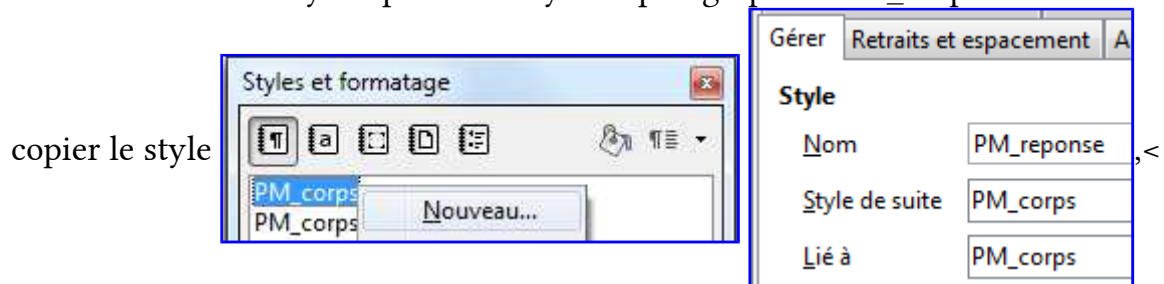 Gérer Retraits et espacement A
Styles et formatage
Style
copier le style
Nom PM_reponse ,<
PM_corps
Nouveau...
PM_corps
Style de suite PM_corps
Lié à PM_corps